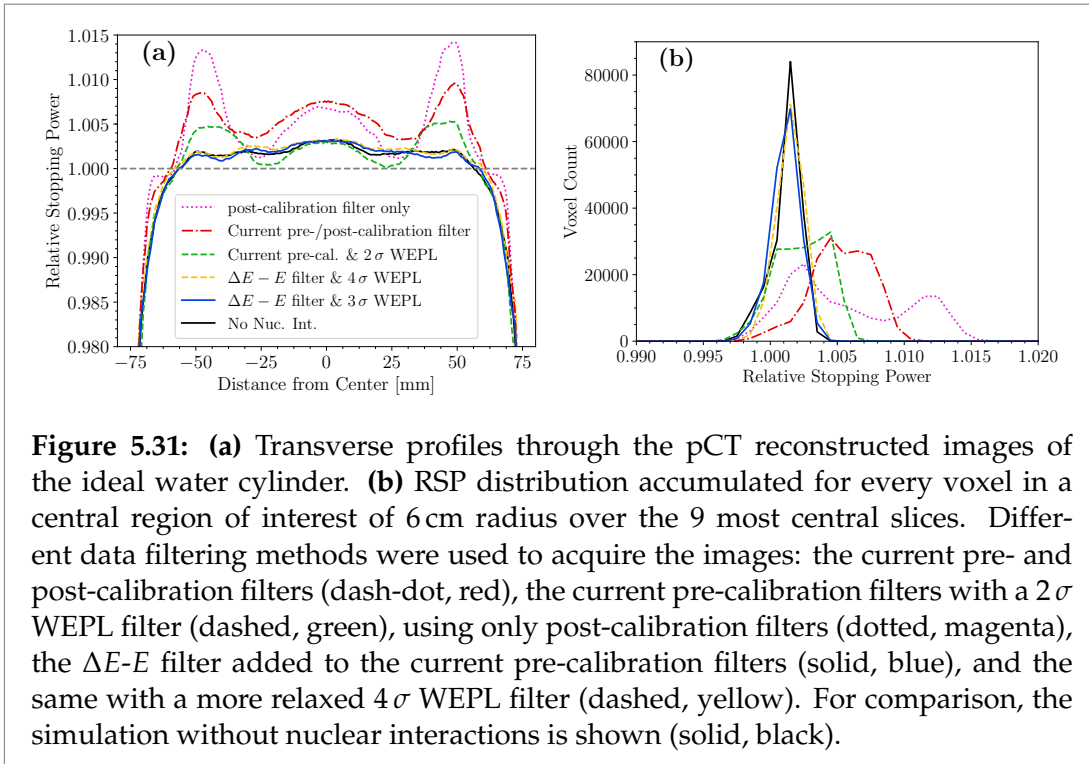 (a)
1.015
1.010
1.005
1.000
0.995
0.990
0.985
0.980
Relative Stopping Power
post-calibration filter only
Current pre-/post-calibration filter
Current pre-cal. & 2 σ WEPL
ΔE − E filter & 4 σ WEPL
ΔE − E filter & 3 σ WEPL
No Nuc. Int.
−75 −50 −25 0 25 50 75
Distance from Center [mm]
(b)
80000
60000
40000
20000
0
Voxel Count
0.990 0.995 1.000 1.005 1.010 1.015 1.020
Relative Stopping Power
Figure 5.31: (a) Transverse profiles through the pCT reconstructed images of
the ideal water cylinder. (b) RSP distribution accumulated for every voxel in a
central region of interest of 6 cm radius over the 9 most central slices. Differ-
ent data filtering methods were used to acquire the images: the current pre- and
post-calibration filters (dash-dot, red), the current pre-calibration filters with a 2 σ
WEPL filter (dashed, green), using only post-calibration filters (dotted, magenta),
the ΔE-E filter added to the current pre-calibration filters (solid, blue), and the
same with a more relaxed 4 σ WEPL filter (dashed, yellow). For comparison, the
simulation without nuclear interactions is shown (solid, black).